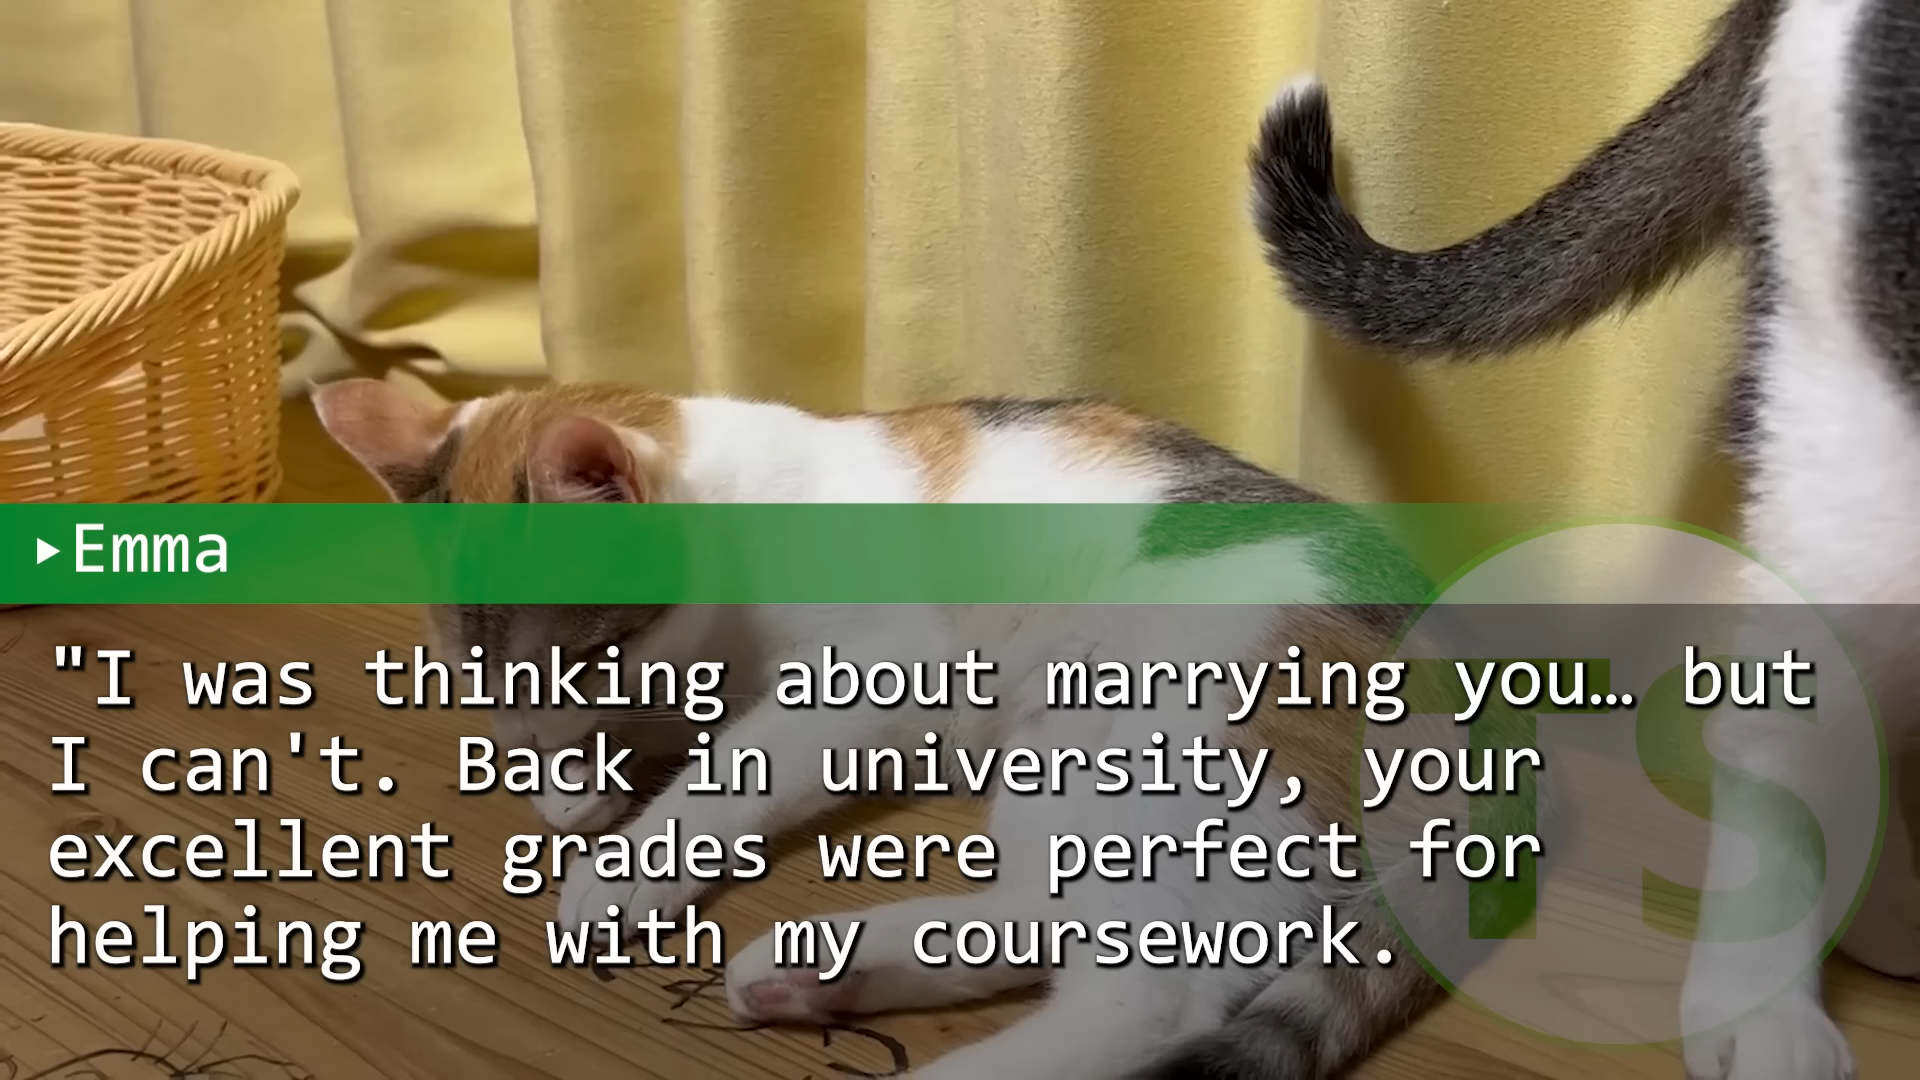 ▶Emma
"I was thinking about marrying you… but
I can't. Back in university, your
excellent grades were perfect for
helping me with my coursework.
TS